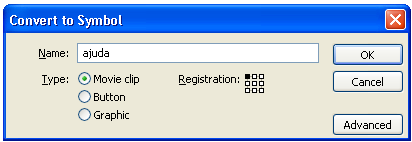 Convert to Symbol
Name: ajuda
OK
Type: Movie clip Registration:
Cancel
Button
Graphic
Advanced